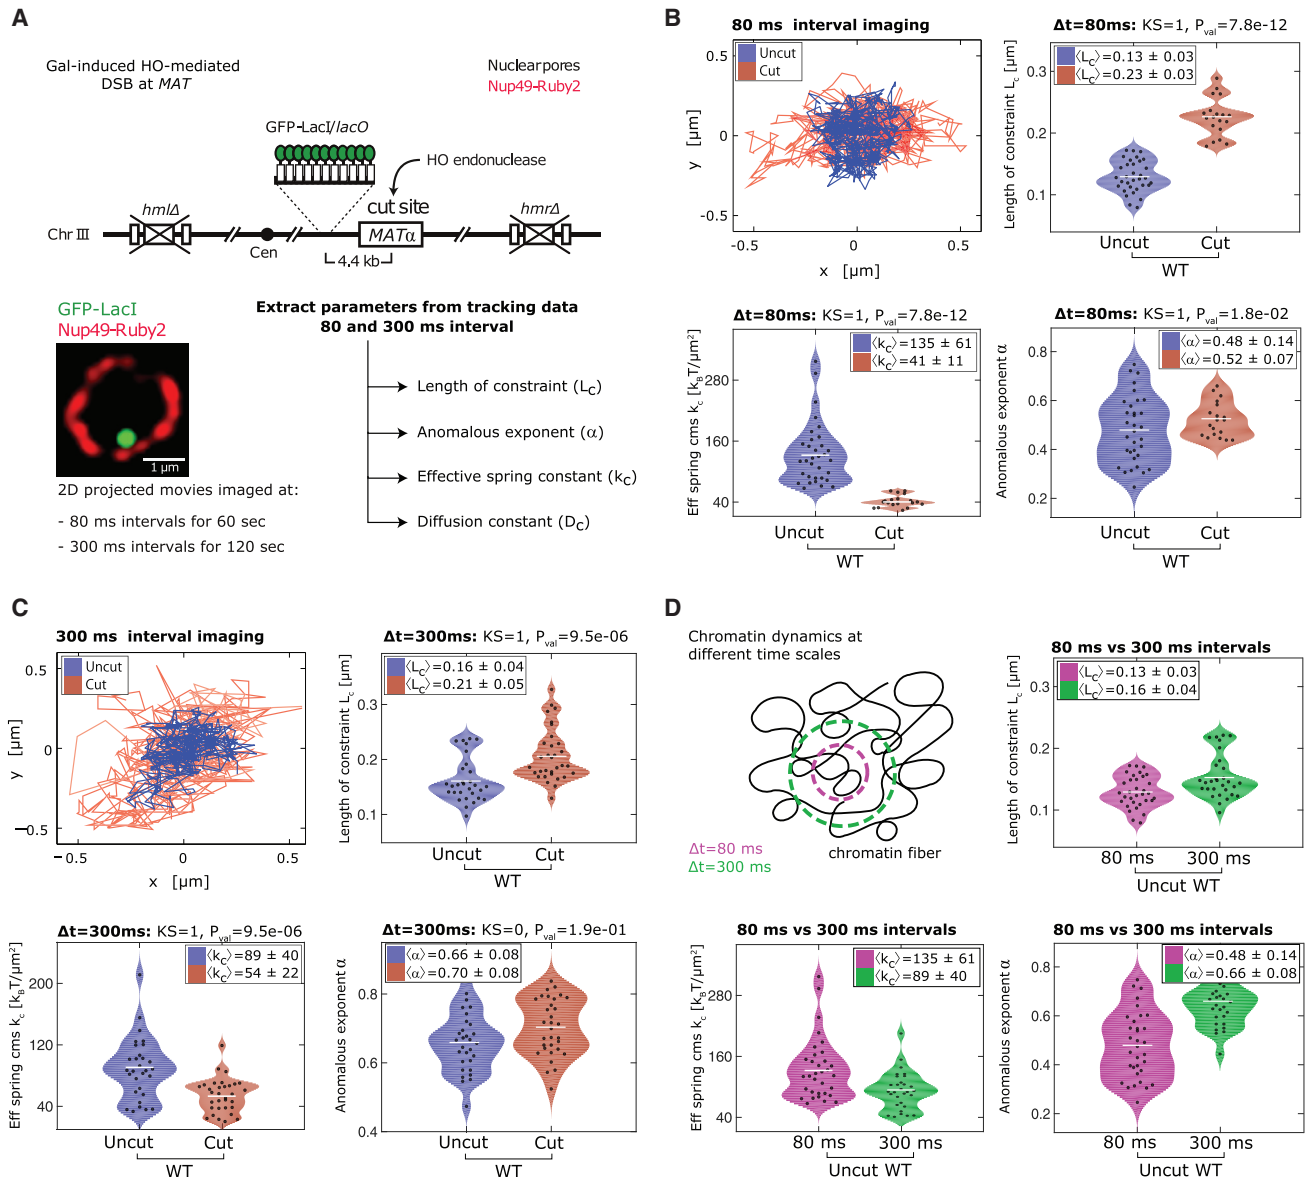 A
Gal-induced HO-mediated
DSB at MAT
Nuclearpores
Nup49-Ruby2
GFP-LacI/lacO
HO endonuclease
cut site
hmlΔ
hmrΔ
Chr III
MATα
Cen
4.4 kb
GFP-LacI
Nup49-Ruby2
1 μm
2D projected movies imaged at:
- 80 ms intervals for 60 sec
- 300 ms intervals for 120 sec
Extract parameters from tracking data
80 and 300 ms interval
Length of constraint (LC)
Anomalous exponent (α)
Effective spring constant (kC)
Diffusion constant (DC)
B
80 ms interval imaging
Uncut
Cut
0.5
0
-0.5
y [μm]
-0.5
0
0.5
x [μm]
Δt=80ms: KS=1, Pval=7.8e-12
⟨LC⟩=0.13 ± 0.03
⟨LC⟩=0.23 ± 0.03
Length of constraint Lc [μm]
0.3
0.2
0.1
Uncut
Cut
WT
Δt=80ms: KS=1, Pval=7.8e-12
⟨kC⟩=135 ± 61
⟨kC⟩=41 ± 11
Eff spring cms kc [kBT/μm²]
280
160
40
Uncut
Cut
WT
Δt=80ms: KS=1, Pval=1.8e-02
⟨α⟩=0.48 ± 0.14
⟨α⟩=0.52 ± 0.07
Anomalous exponent α
0.8
0.6
0.4
0.2
Uncut
Cut
WT
C
300 ms interval imaging
Uncut
Cut
0.5
0
-0.5
y [μm]
-0.5
0
0.5
x [μm]
Δt=300ms: KS=1, Pval=9.5e-06
⟨LC⟩=0.16 ± 0.04
⟨LC⟩=0.21 ± 0.05
Length of constraint Lc [μm]
0.3
0.2
0.1
Uncut
Cut
WT
Δt=300ms: KS=1, Pval=9.5e-06
⟨kC⟩=89 ± 40
⟨kC⟩=54 ± 22
Eff spring cms kc [kBT/μm²]
200
120
40
Uncut
Cut
WT
Δt=300ms: KS=0, Pval=1.9e-01
⟨α⟩=0.66 ± 0.08
⟨α⟩=0.70 ± 0.08
Anomalous exponent α
0.8
0.6
0.4
Uncut
Cut
WT
D
Chromatin dynamics at
different time scales
Δt=80 ms
Δt=300 ms
chromatin fiber
80 ms vs 300 ms intervals
⟨LC⟩=0.13 ± 0.03
⟨LC⟩=0.16 ± 0.04
Length of constraint Lc [μm]
0.3
0.2
0.1
80 ms
300 ms
Uncut WT
80 ms vs 300 ms intervals
⟨kC⟩=135 ± 61
⟨kC⟩=89 ± 40
Eff spring cms kc [kBT/μm²]
280
160
40
80 ms
300 ms
Uncut WT
80 ms vs 300 ms intervals
⟨α⟩=0.48 ± 0.14
⟨α⟩=0.66 ± 0.08
Anomalous exponent α
0.8
0.6
0.4
0.2
80 ms
300 ms
Uncut WT